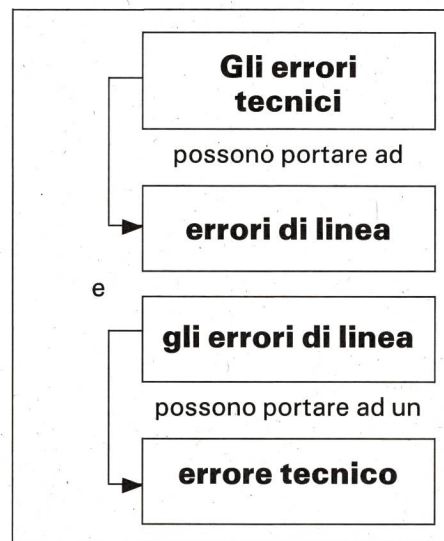 Gli errori
tecnici
possono portare ad
errori di linea
e
gli errori di linea
possono portare ad un
errore tecnico